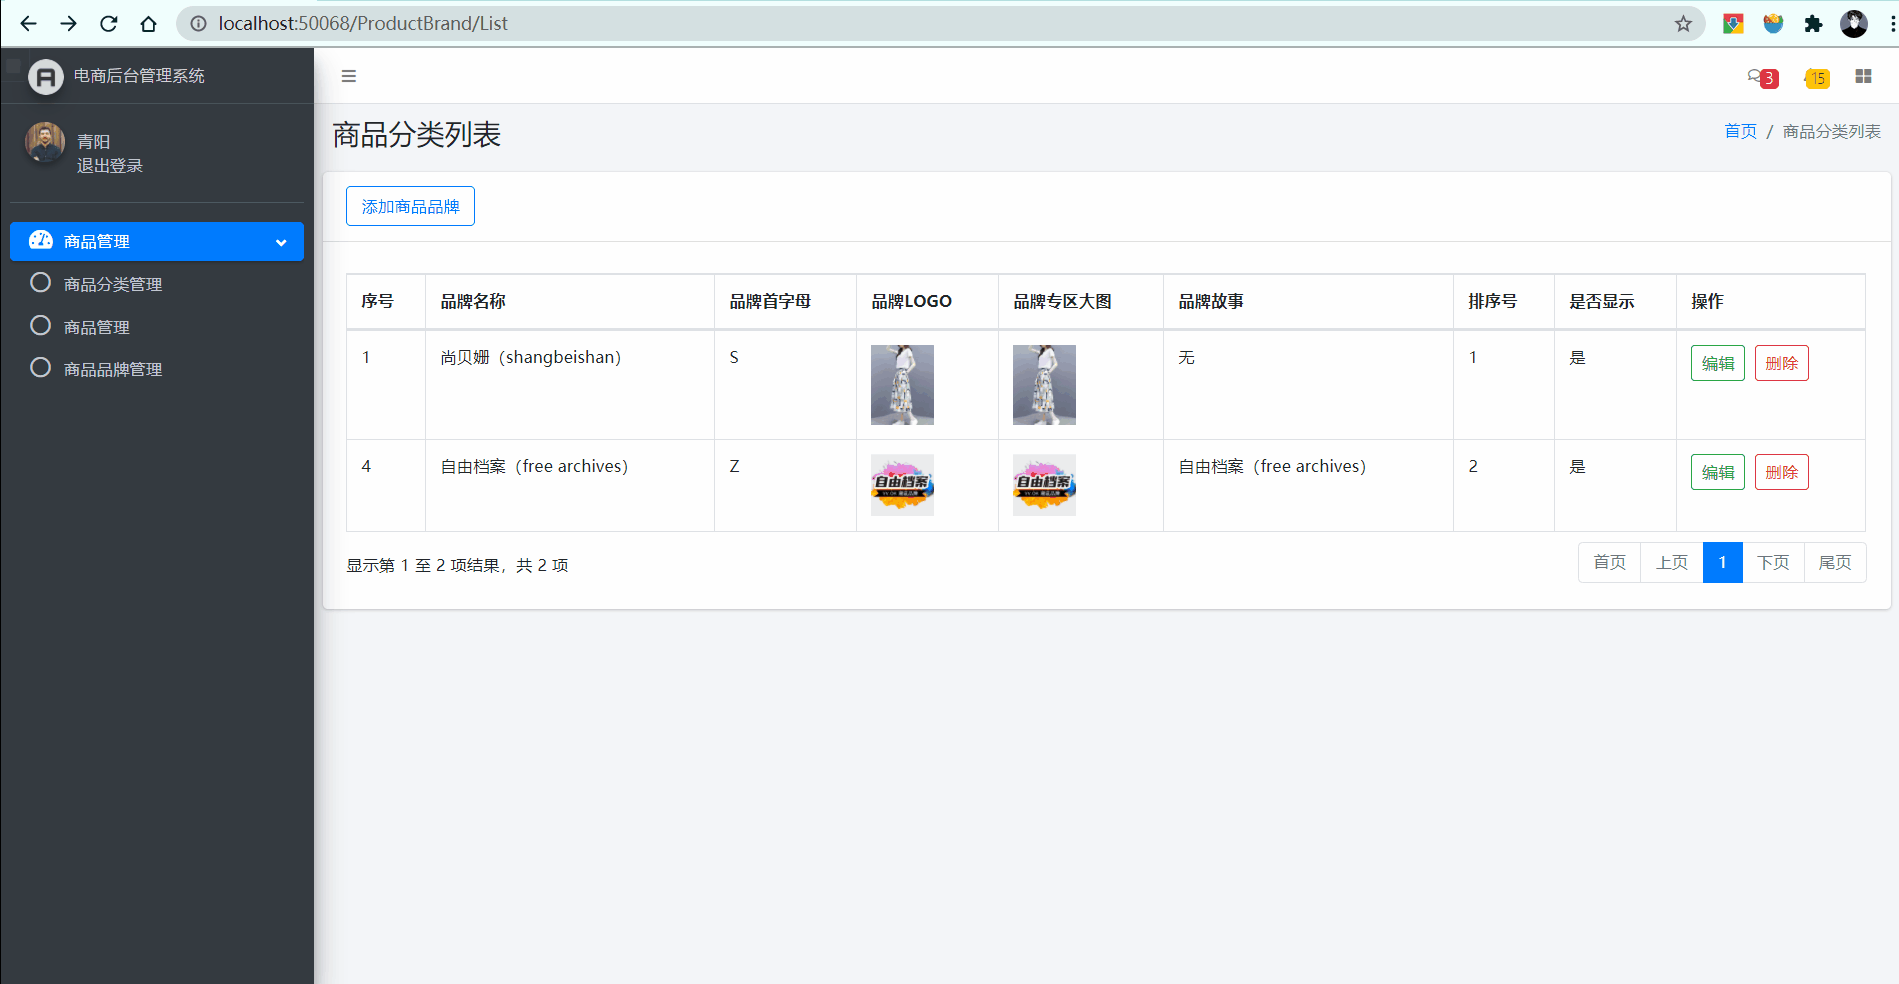 localhost:50068/ProductBrand/List
电商后台管理系统
3
15
青阳
退出登录
商品分类列表
首页 / 商品分类列表
添加商品品牌
商品管理
商品分类管理
商品管理
商品品牌管理
序号 品牌名称 品牌首字母 品牌LOGO 品牌专区大图 品牌故事 排序号 是否显示 操作
1 尚贝姗（shangbeishan） S 无 1 是 编辑 删除
4 自由档案（free archives） Z 自由档案 自由档案 自由档案（free archives） 2 是 编辑 删除
显示第 1 至 2 项结果，共 2 项
首页 上页 1 下页 尾页